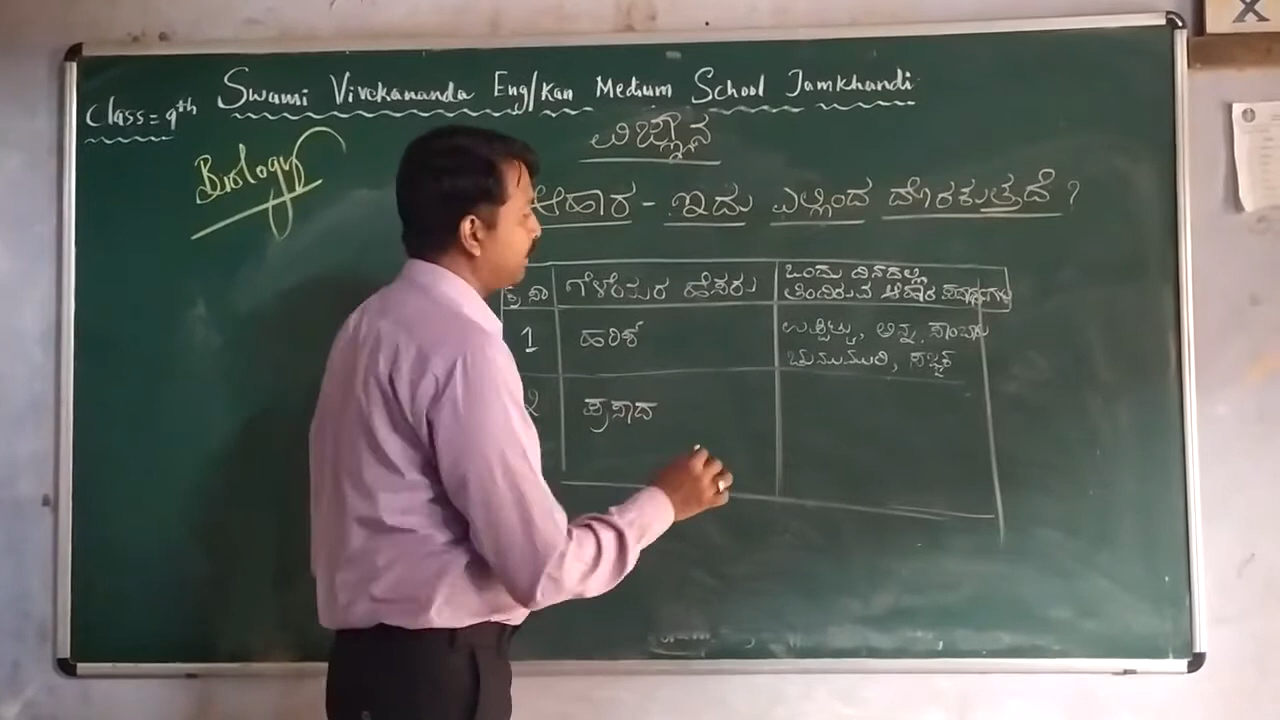 Class = 9th Swami Vivekananda Eng/Kan Medium School Jamkhandi
Biology
ವಿಜ್ಞಾನ
ಆಹಾರ - ಇದು ಎಲ್ಲಿಂದ ದೊರಕುತ್ತದೆ ?
ಕ್ರ ಸಂ ಗೆಳೆಯರ ಹೆಸರು ಒಂದು ದಿನದಲ್ಲಿ
ತಿಂದಿರುವ ಆಹಾರ ಪದಾರ್ಥಗಳು
1 ಹರಿಶ್ ಉಪ್ಪಿಟ್ಟು, ಅನ್ನ, ಸಾಂಬಾರು
ಚುಮುಮುರಿ,
2 ಪ್ರಸಾದ
X